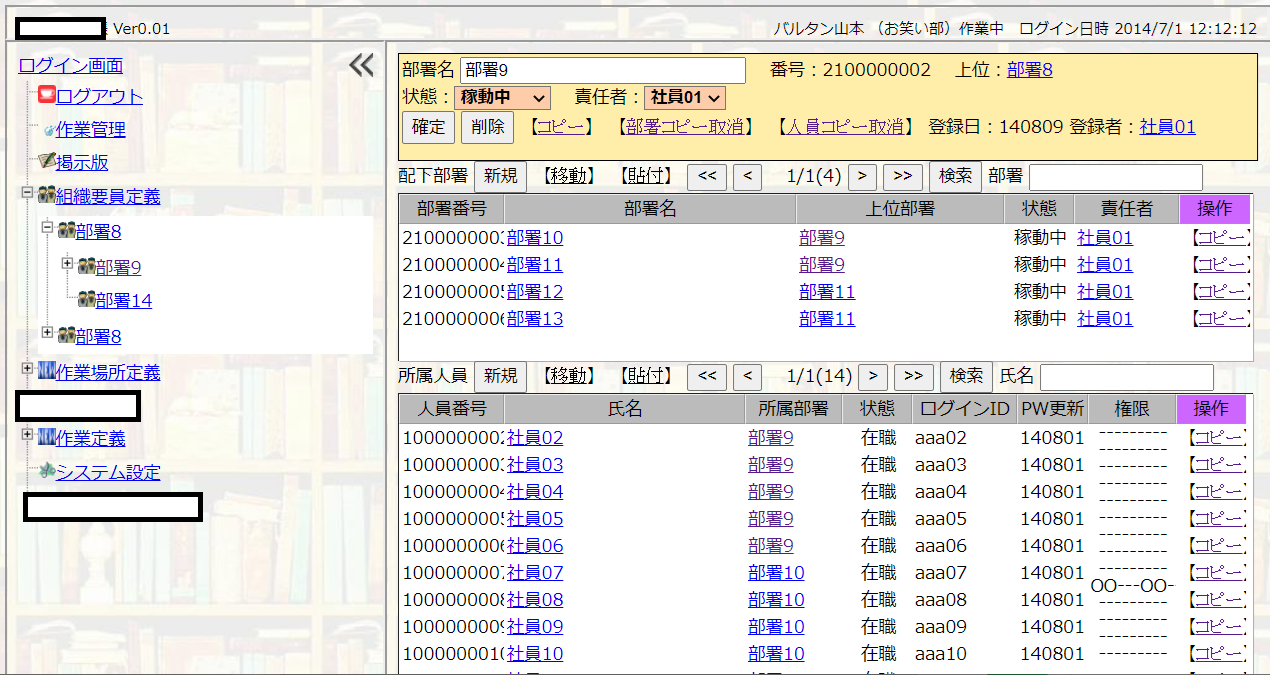 Ver0.01
バルタン山本 （お笑い部）作業中 ログイン日時 2014/7/1 12:12:12
ログイン画面
ログアウト
作業管理
掲示版
組織要員定義
部署8
部署9
部署14
部署8
作業場所定義
作業定義
システム設定
部署名 部署9 番号：2100000002 上位：部署8
状態： 稼動中 責任者： 社員01
確定 削除 【コピー】 【部署コピー取消】 【人員コピー取消】 登録日：140809 登録者：社員01
配下部署 新規 【移動】 【貼付】 << < 1/1(4) > >> 検索 部署
部署番号 部署名 上位部署 状態 責任者 操作
2100000003 部署10 部署9 稼動中 社員01 【コピー】
2100000004 部署11 部署9 稼動中 社員01 【コピー】
2100000005 部署12 部署11 稼動中 社員01 【コピー】
2100000006 部署13 部署11 稼動中 社員01 【コピー】
所属人員 新規 【移動】 【貼付】 << < 1/1(14) > >> 検索 氏名
人員番号 氏名 所属部署 状態 ログインID PW更新 権限 操作
1000000002 社員02 部署9 在職 aaa02 140801 --------- 【コピー】
1000000003 社員03 部署9 在職 aaa03 140801 --------- 【コピー】
1000000004 社員04 部署9 在職 aaa04 140801 --------- 【コピー】
1000000005 社員05 部署9 在職 aaa05 140801 --------- 【コピー】
1000000006 社員06 部署9 在職 aaa06 140801 --------- 【コピー】
1000000007 社員07 部署10 在職 aaa07 140801 --------- 【コピー】
OO---OO-
1000000008 社員08 部署10 在職 aaa08 140801 --------- 【コピー】
1000000009 社員09 部署10 在職 aaa09 140801 --------- 【コピー】
1000000010 社員10 部署10 在職 aaa10 140801 --------- 【コピー】